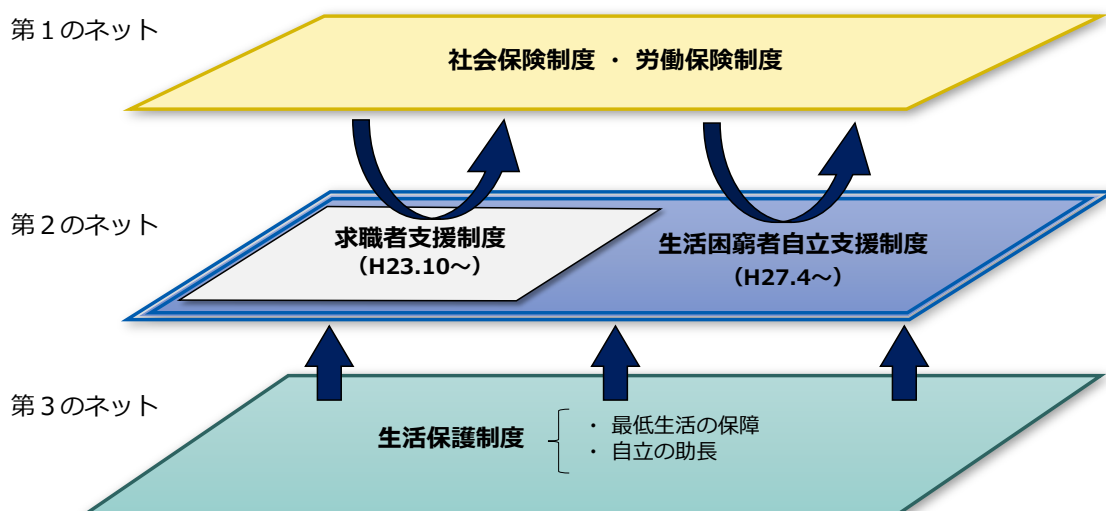 第１のネット
社会保険制度 ・ 労働保険制度
第２のネット
求職者支援制度
（H23.10～）
生活困窮者自立支援制度
（H27.4～）
第３のネット
生活保護制度
・ 最低生活の保障
・ 自立の助長